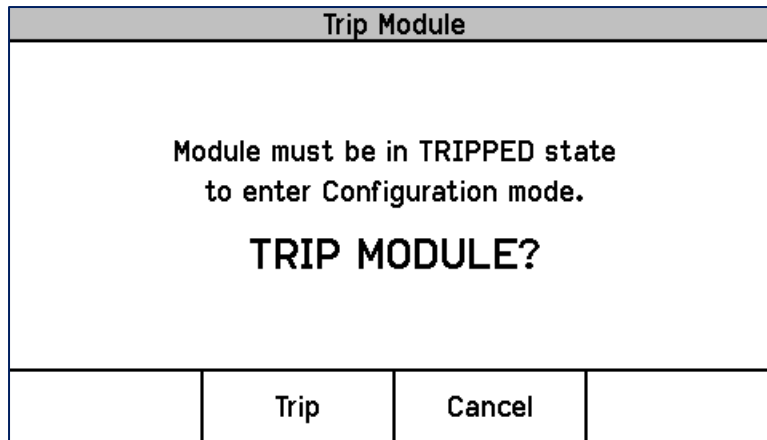 Trip Module
Module must be in TRIPPED state
to enter Configuration mode.
TRIP MODULE?
Trip
Cancel